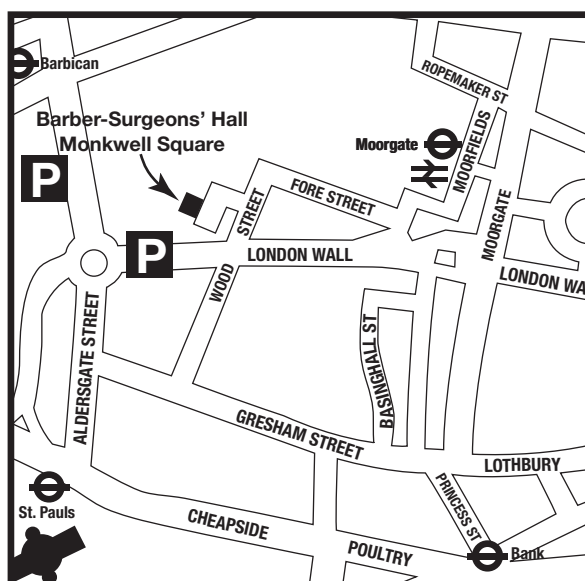 Barbican
ROPEMAKER ST
Barber-Surgeons' Hall
Monkwell Square
Moorgate
MOORFIELDS
P
FORE STREET
WOOD STREET
MOORGATE
P
LONDON WALL
LONDON WA
ALDERSGATE STREET
BASINGHALL ST
GRESHAM STREET
LOTHBURY
PRINCESS ST
St. Pauls
CHEAPSIDE
POULTRY
Bank